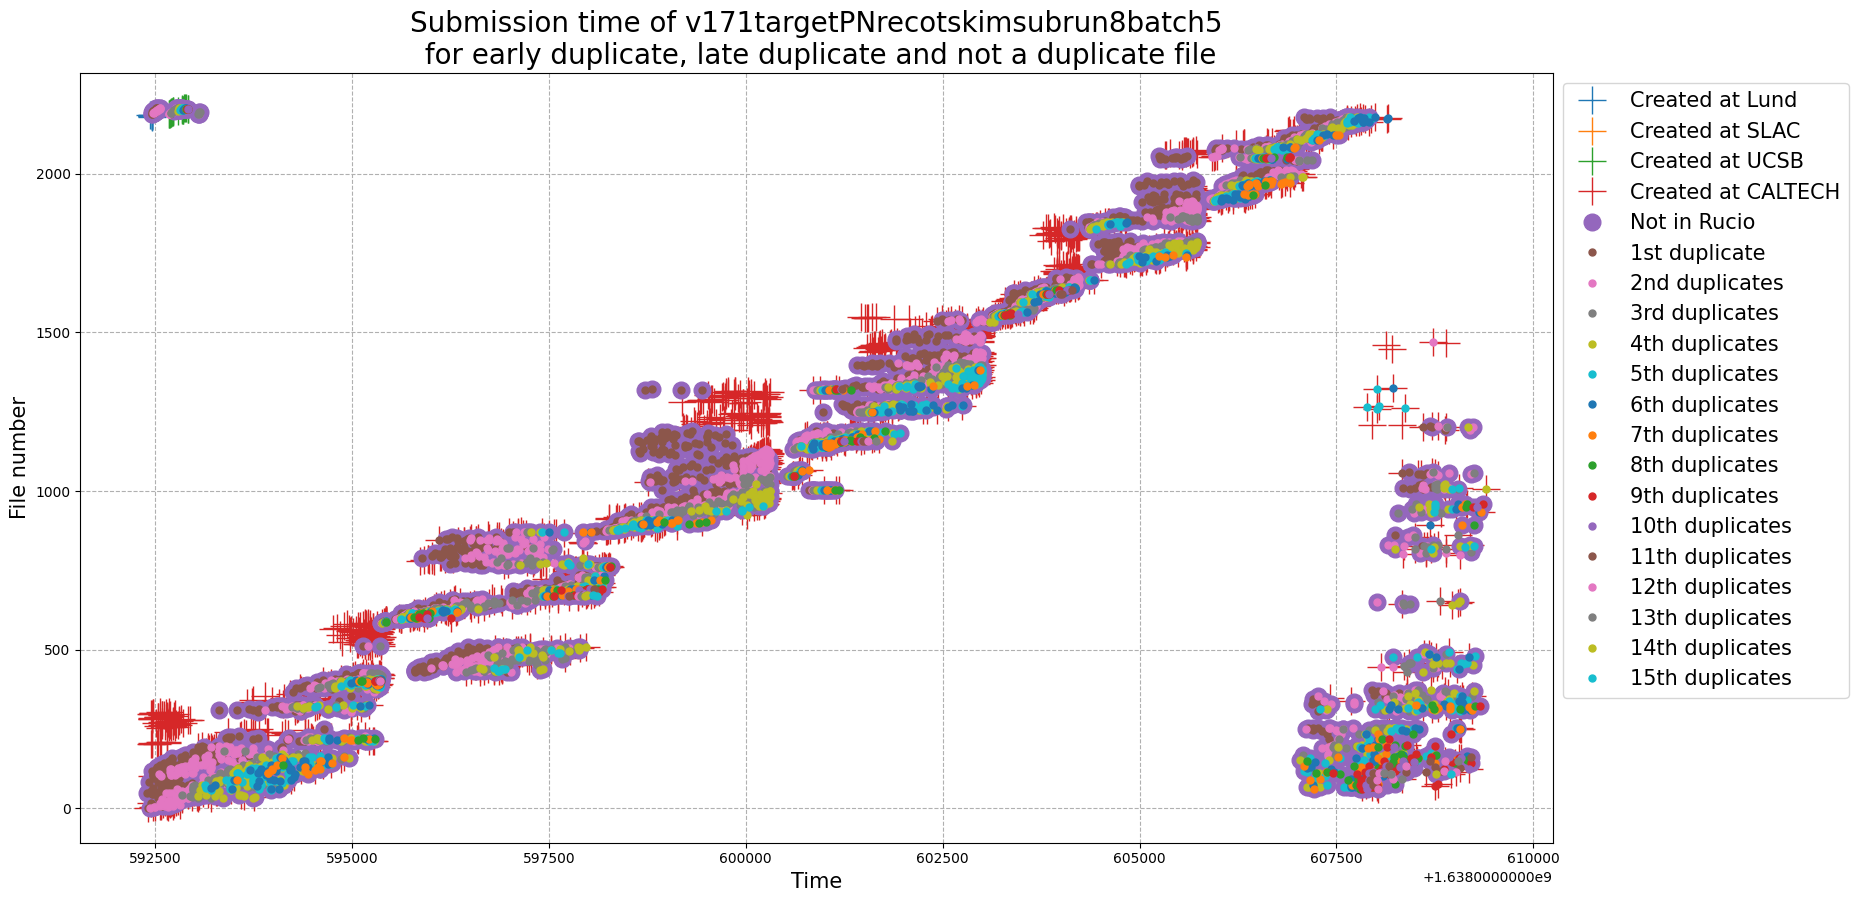 Submission time of v171targetPNrecotskimsubrun8batch5
for early duplicate, late duplicate and not a duplicate file
File number
2000
1500
1000
500
0
592500
595000
597500
600000
602500
605000
607500
610000
+1.6380000000e9
Time
Created at Lund
Created at SLAC
Created at UCSB
Created at CALTECH
Not in Rucio
1st duplicate
2nd duplicates
3rd duplicates
4th duplicates
5th duplicates
6th duplicates
7th duplicates
8th duplicates
9th duplicates
10th duplicates
11th duplicates
12th duplicates
13th duplicates
14th duplicates
15th duplicates